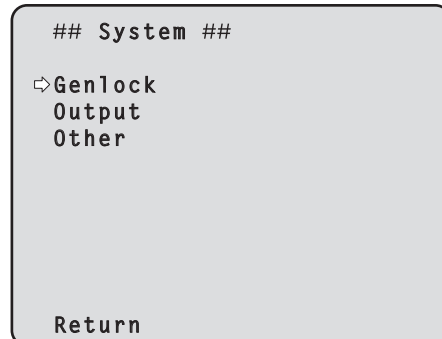 ## System ##
⇨Genlock
Output
Other
Return